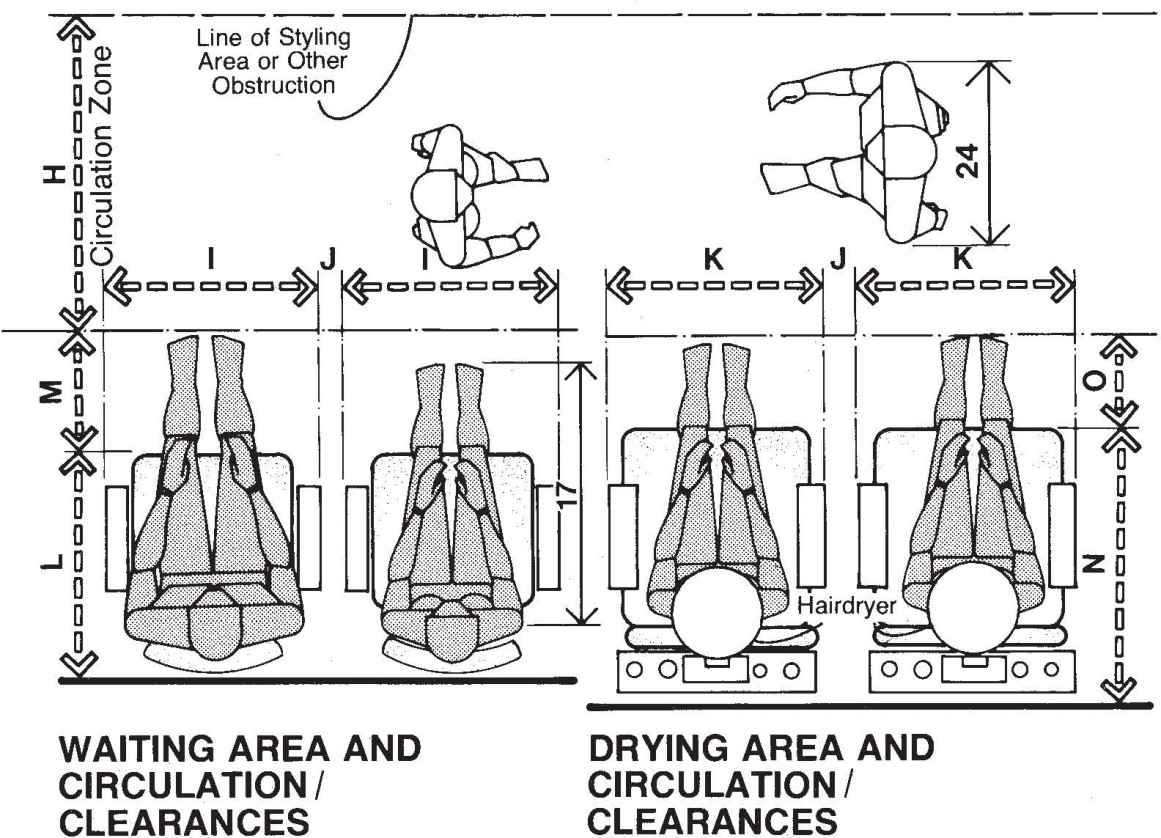 Line of Styling
Area or Other
Obstruction
H
Circulation Zone
24
I
J
I
K
J
K
M
O
17
L
N
Hairdryer
WAITING AREA AND
CIRCULATION/
CLEARANCES
DRYING AREA AND
CIRCULATION/
CLEARANCES